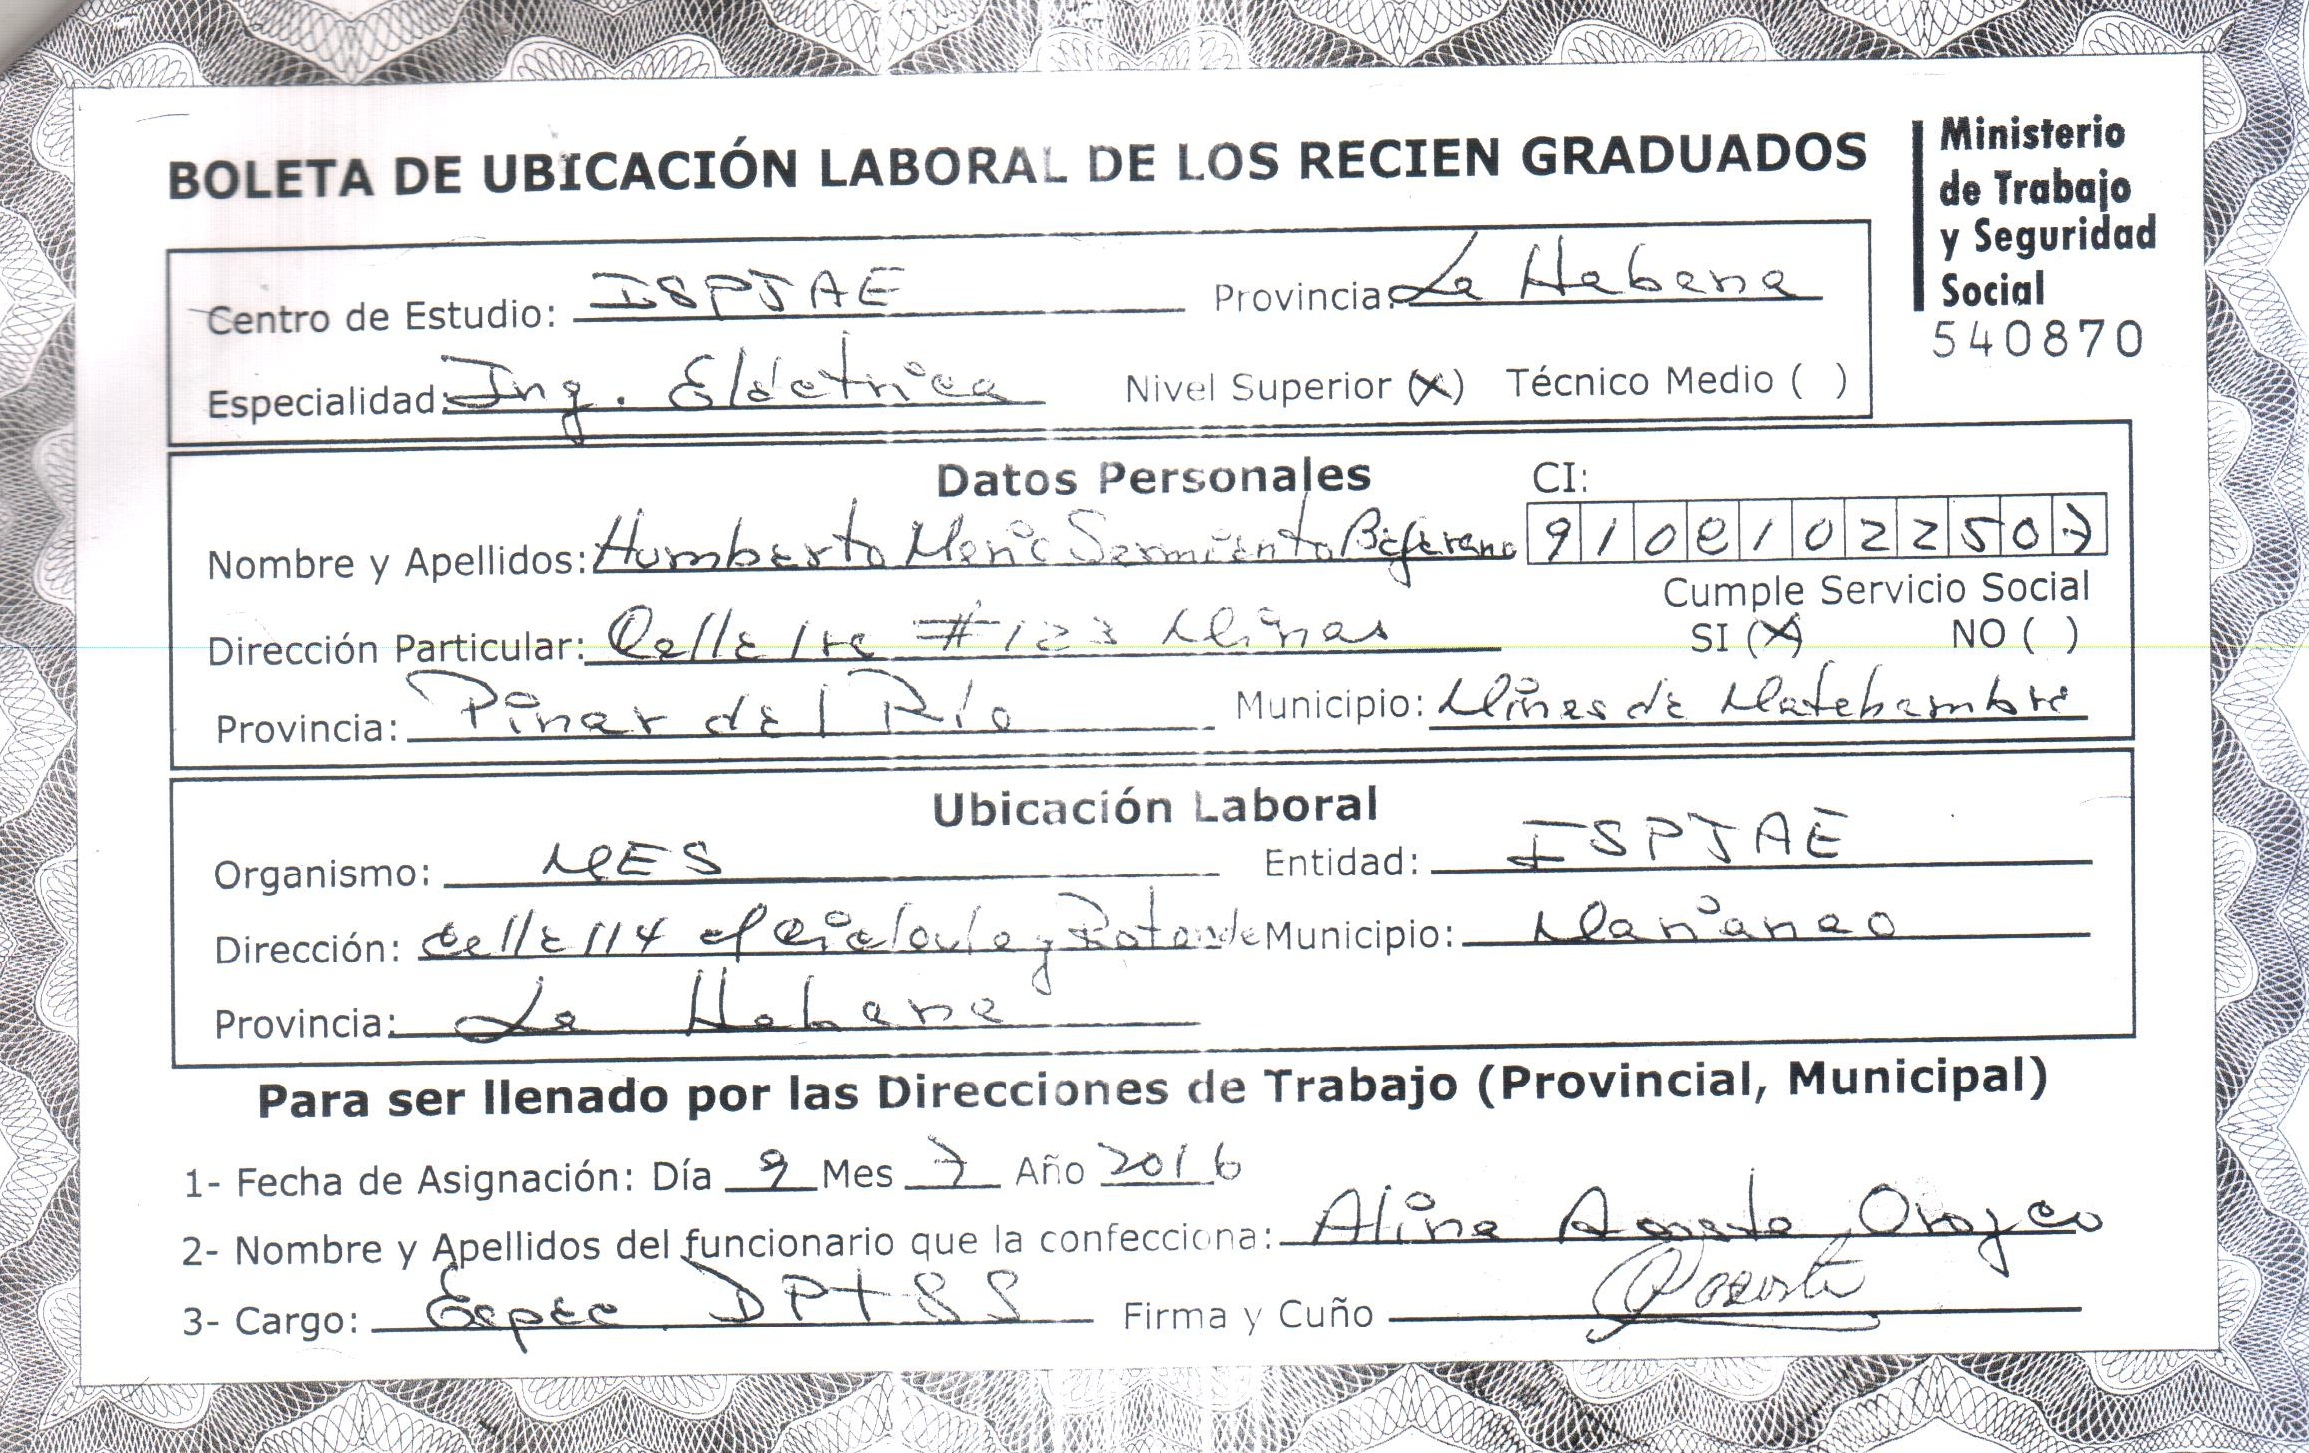 BOLETA DE UBICACIÓN LABORAL DE LOS RECIEN GRADUADOS
Ministerio
de Trabajo
y Seguridad
Social
540870
Centro de Estudio: ISPJAE Provincia: La Habana
Especialidad: Ing. Eléctrica Nivel Superior (X) Técnico Medio ( )
Datos Personales CI:
Nombre y Apellidos: Humberto Sarmiento 91081022507
Cumple Servicio Social
Dirección Particular: Calle 1ra #123 Minas SI (X) NO ( )
Provincia: Pinar del Río Municipio: Minas de Matahambre
Ubicación Laboral
Organismo: MES Entidad: ISPJAE
Dirección: Calle 114 e/ Ciclovía y Rotonda Municipio: Marianao
Provincia: La Habana
Para ser llenado por las Direcciones de Trabajo (Provincial, Municipal)
1- Fecha de Asignación: Día 9 Mes 7 Año 2016
2- Nombre y Apellidos del funcionario que la confecciona: Alina Acosta Orozco
3- Cargo: DPTSS Firma y Cuño